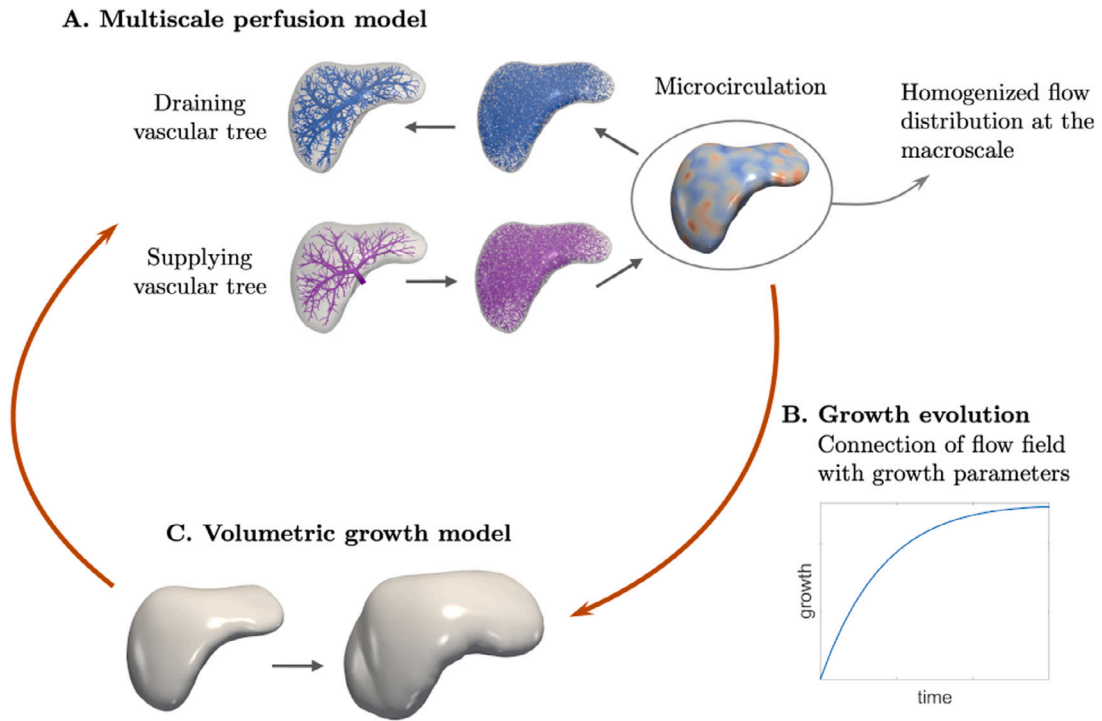 A. Multiscale perfusion model
Draining
vascular tree
Microcirculation
Homogenized flow
distribution at the
macroscale
Supplying
vascular tree
B. Growth evolution
Connection of flow field
with growth parameters
growth
time
C. Volumetric growth model